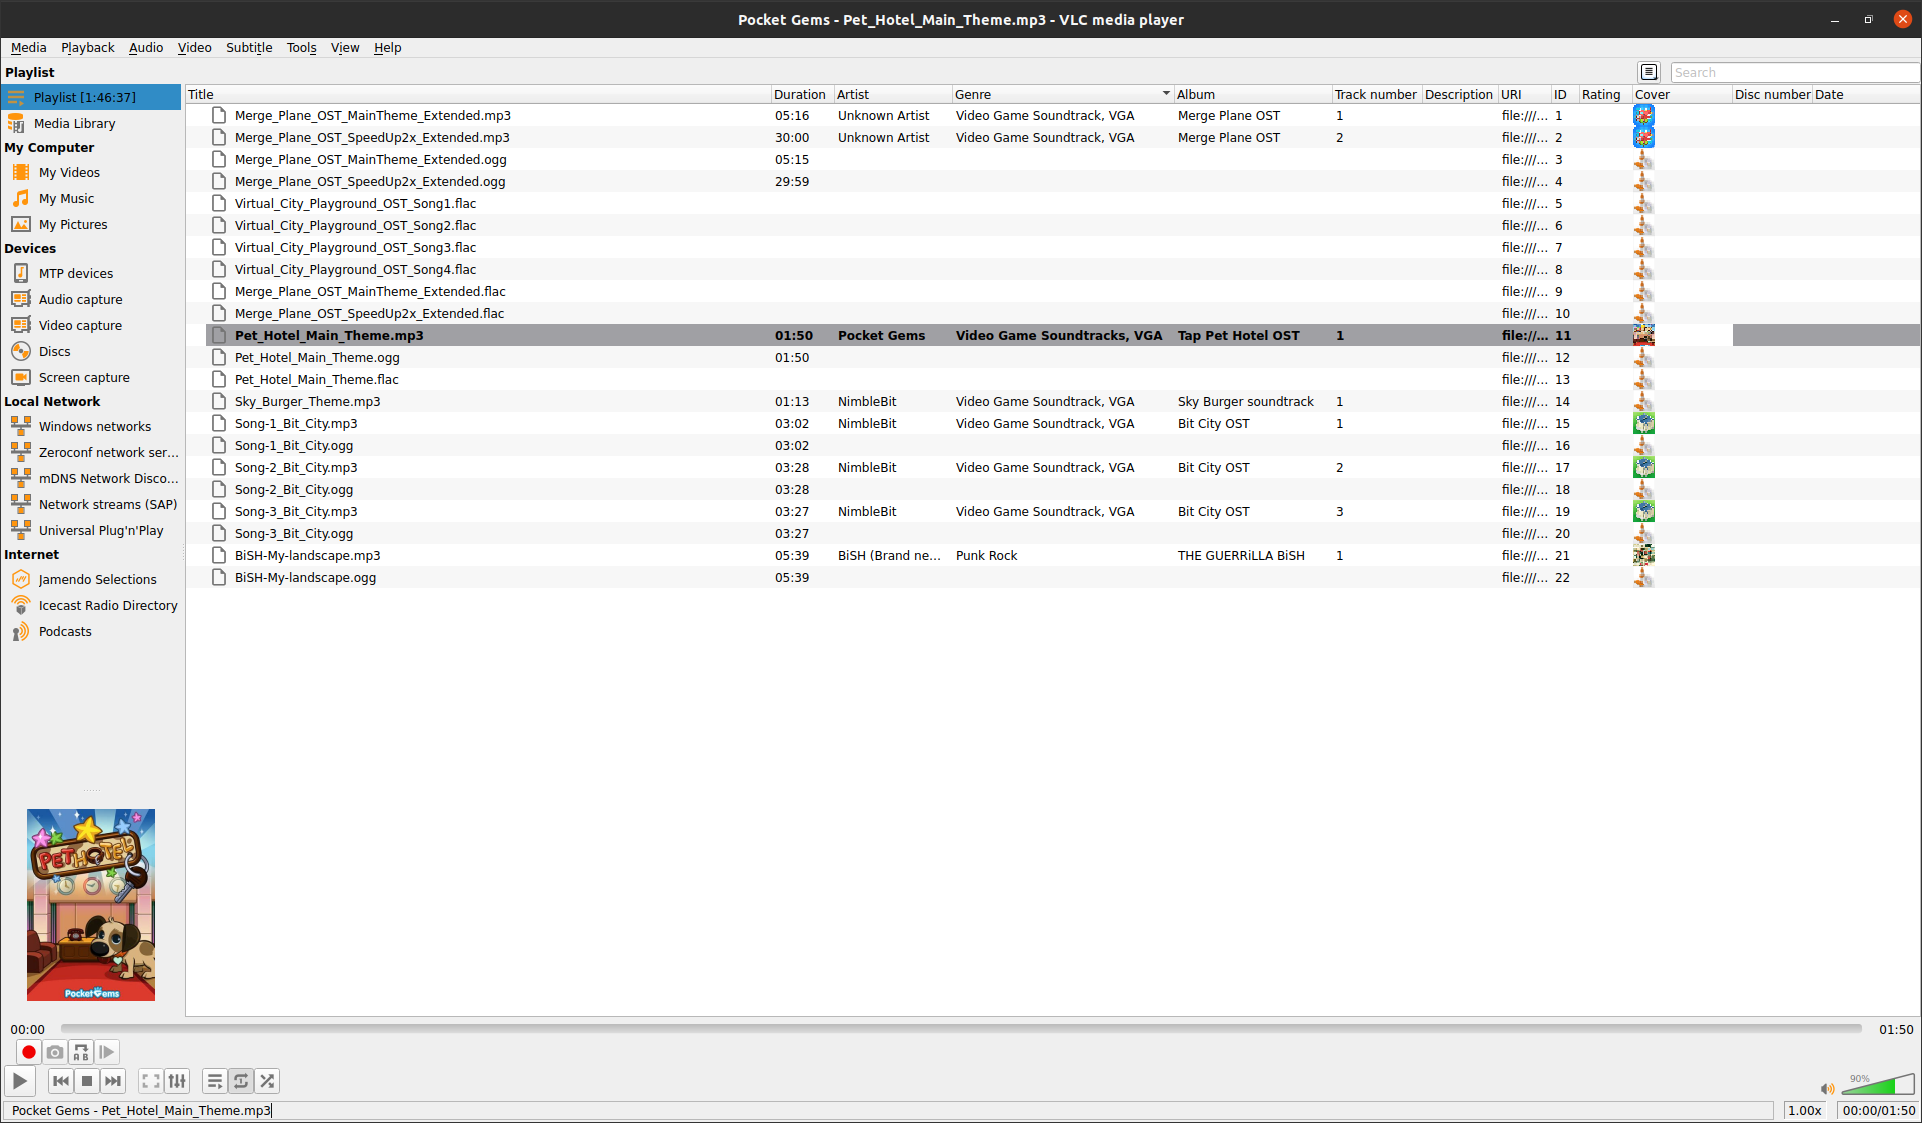 Pocket Gems - Pet_Hotel_Main_Theme.mp3 - VLC media player
Media Playback Audio Video Subtitle Tools View Help
Playlist
Search
Playlist [1:46:37]
Media Library
My Computer
My Videos
My Music
My Pictures
Devices
MTP devices
Audio capture
Video capture
Discs
Screen capture
Local Network
Windows networks
Zeroconf network ser...
mDNS Network Disco...
Network streams (SAP)
Universal Plug'n'Play
Internet
Jamendo Selections
Icecast Radio Directory
Podcasts
Title Duration Artist Genre Album Track number Description URI ID Rating Cover Disc number Date
Merge_Plane_OST_MainTheme_Extended.mp3 05:16 Unknown Artist Video Game Soundtrack, VGA Merge Plane OST 1 file:///... 1
Merge_Plane_OST_SpeedUp2x_Extended.mp3 30:00 Unknown Artist Video Game Soundtrack, VGA Merge Plane OST 2 file:///... 2
Merge_Plane_OST_MainTheme_Extended.ogg 05:15 file:///... 3
Merge_Plane_OST_SpeedUp2x_Extended.ogg 29:59 file:///... 4
Virtual_City_Playground_OST_Song1.flac file:///... 5
Virtual_City_Playground_OST_Song2.flac file:///... 6
Virtual_City_Playground_OST_Song3.flac file:///... 7
Virtual_City_Playground_OST_Song4.flac file:///... 8
Merge_Plane_OST_MainTheme_Extended.flac file:///... 9
Merge_Plane_OST_SpeedUp2x_Extended.flac file:///... 10
Pet_Hotel_Main_Theme.mp3 01:50 Pocket Gems Video Game Soundtracks, VGA Tap Pet Hotel OST 1 file://... 11
Pet_Hotel_Main_Theme.ogg 01:50 file:///... 12
Pet_Hotel_Main_Theme.flac file:///... 13
Sky_Burger_Theme.mp3 01:13 NimbleBit Video Game Soundtrack, VGA Sky Burger soundtrack 1 file:///... 14
Song-1_Bit_City.mp3 03:02 NimbleBit Video Game Soundtrack, VGA Bit City OST 1 file:///... 15
Song-1_Bit_City.ogg 03:02 file:///... 16
Song-2_Bit_City.mp3 03:28 NimbleBit Video Game Soundtrack, VGA Bit City OST 2 file:///... 17
Song-2_Bit_City.ogg 03:28 file:///... 18
Song-3_Bit_City.mp3 03:27 NimbleBit Video Game Soundtrack, VGA Bit City OST 3 file:///... 19
Song-3_Bit_City.ogg 03:27 file:///... 20
BiSH-My-landscape.mp3 05:39 BiSH (Brand ne... Punk Rock THE GUERRiLLA BiSH 1 file:///... 21
BiSH-My-landscape.ogg 05:39 file:///... 22
PET HOTEL
PocketGems
00:00 01:50
A B
90%
Pocket Gems - Pet_Hotel_Main_Theme.mp3 1.00x 00:00/01:50